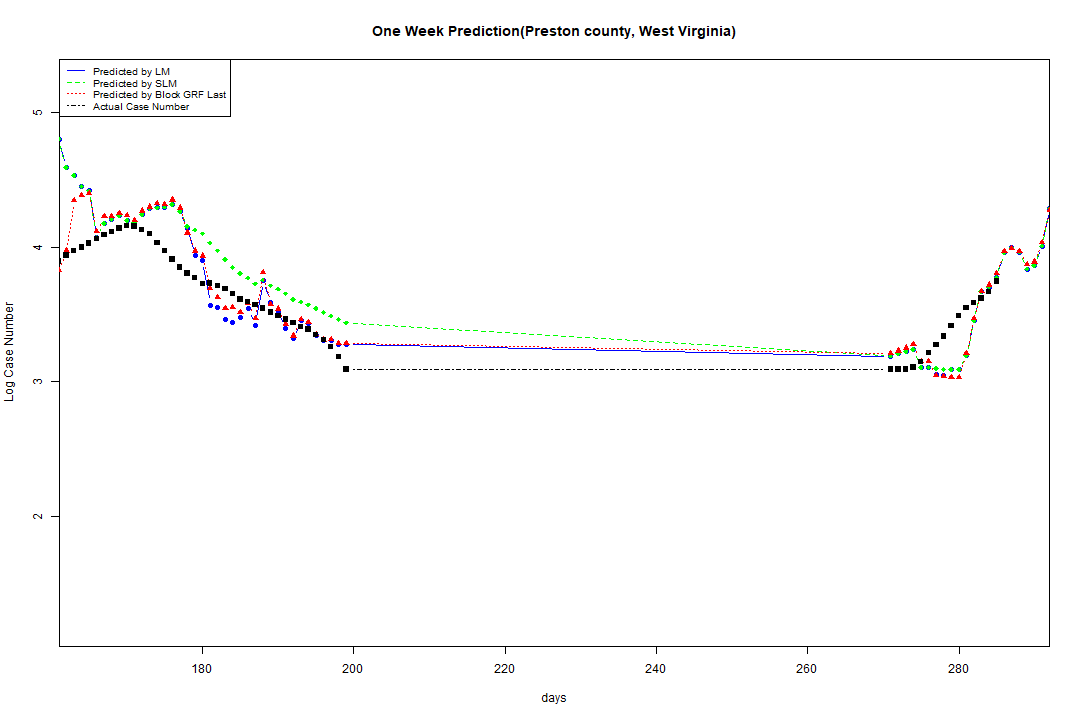 One Week Prediction(Preston county, West Virginia)
Predicted by LM
Predicted by SLM
Predicted by Block GRF Last
Actual Case Number
5
4
3
2
Log Case Number
180
200
220
240
260
280
days